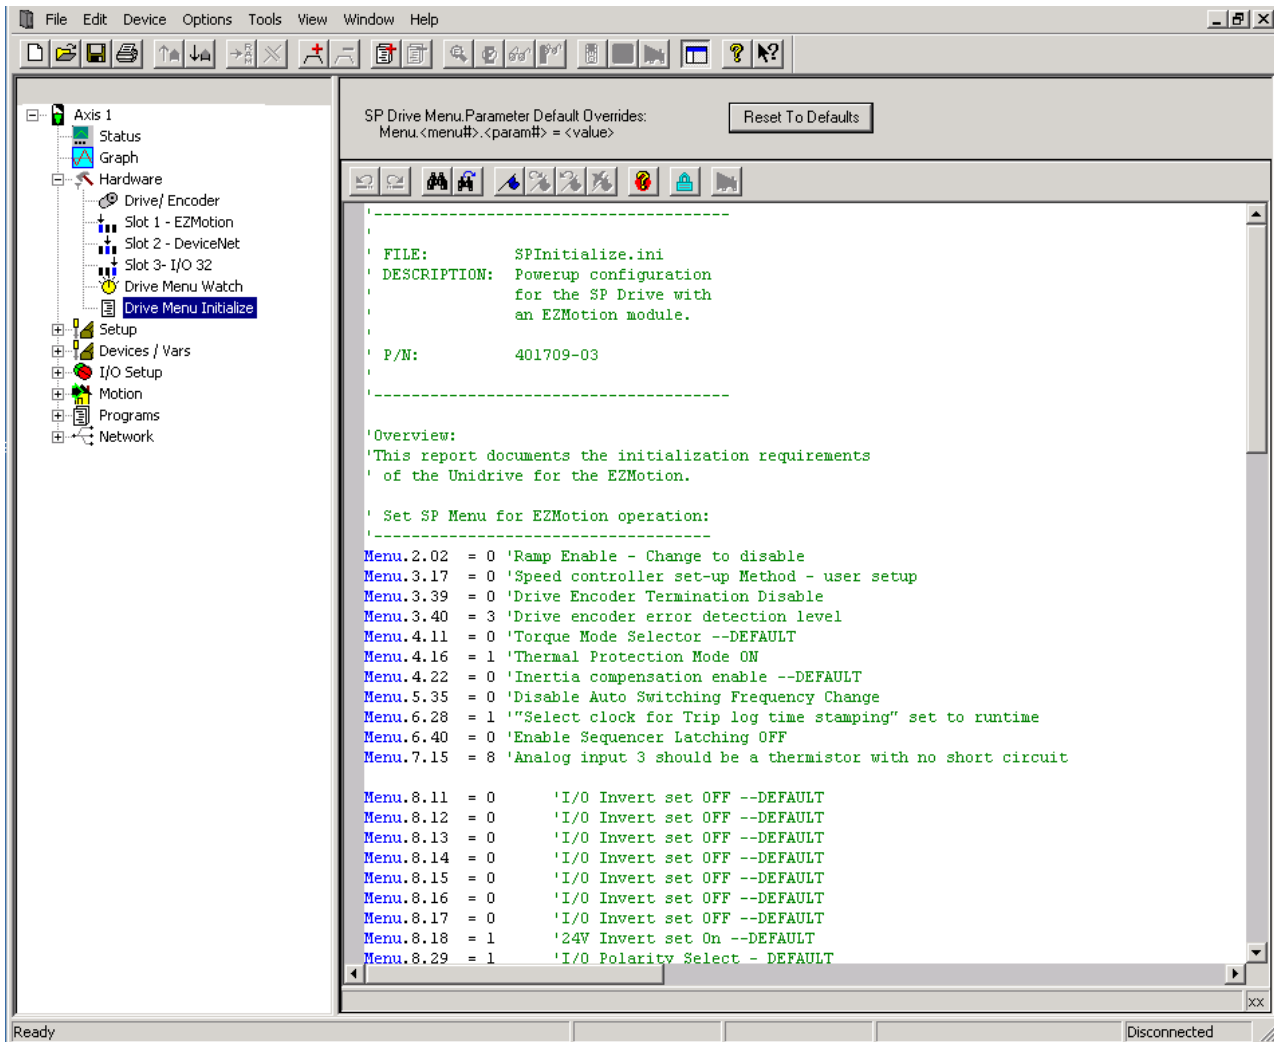 File Edit Device Options Tools View Window Help
Axis 1
Status
Graph
Hardware
Drive/ Encoder
Slot 1 - EZMotion
Slot 2 - DeviceNet
Slot 3- I/O 32
Drive Menu Watch
Drive Menu Initialize
Setup
Devices / Vars
I/O Setup
Motion
Programs
Network
SP Drive Menu.Parameter Default Overrides:
Menu.<menu#>.<param#> = <value>
Reset To Defaults
'--------------------------------------
'
' FILE: SPInitialize.ini
' DESCRIPTION: Powerup configuration
' for the SP Drive with
' an EZMotion module.
'
' P/N: 401709-03
'
'--------------------------------------
'Overview:
'This report documents the initialization requirements
' of the Unidrive for the EZMotion.
' Set SP Menu for EZMotion operation:
'------------------------------------
Menu.2.02 = 0 'Ramp Enable - Change to disable
Menu.3.17 = 0 'Speed controller set-up Method - user setup
Menu.3.39 = 0 'Drive Encoder Termination Disable
Menu.3.40 = 3 'Drive encoder error detection level
Menu.4.11 = 0 'Torque Mode Selector --DEFAULT
Menu.4.16 = 1 'Thermal Protection Mode ON
Menu.4.22 = 0 'Inertia compensation enable --DEFAULT
Menu.5.35 = 0 'Disable Auto Switching Frequency Change
Menu.6.28 = 1 '"Select clock for Trip log time stamping" set to runtime
Menu.6.40 = 0 'Enable Sequencer Latching OFF
Menu.7.15 = 8 'Analog input 3 should be a thermistor with no short circuit
Menu.8.11 = 0 'I/O Invert set OFF --DEFAULT
Menu.8.12 = 0 'I/O Invert set OFF --DEFAULT
Menu.8.13 = 0 'I/O Invert set OFF --DEFAULT
Menu.8.14 = 0 'I/O Invert set OFF --DEFAULT
Menu.8.15 = 0 'I/O Invert set OFF --DEFAULT
Menu.8.16 = 0 'I/O Invert set OFF --DEFAULT
Menu.8.17 = 0 'I/O Invert set OFF --DEFAULT
Menu.8.18 = 1 '24V Invert set On --DEFAULT
Menu.8.29 = 1 'I/O Polarity Select - DEFAULT
xx
Ready
Disconnected